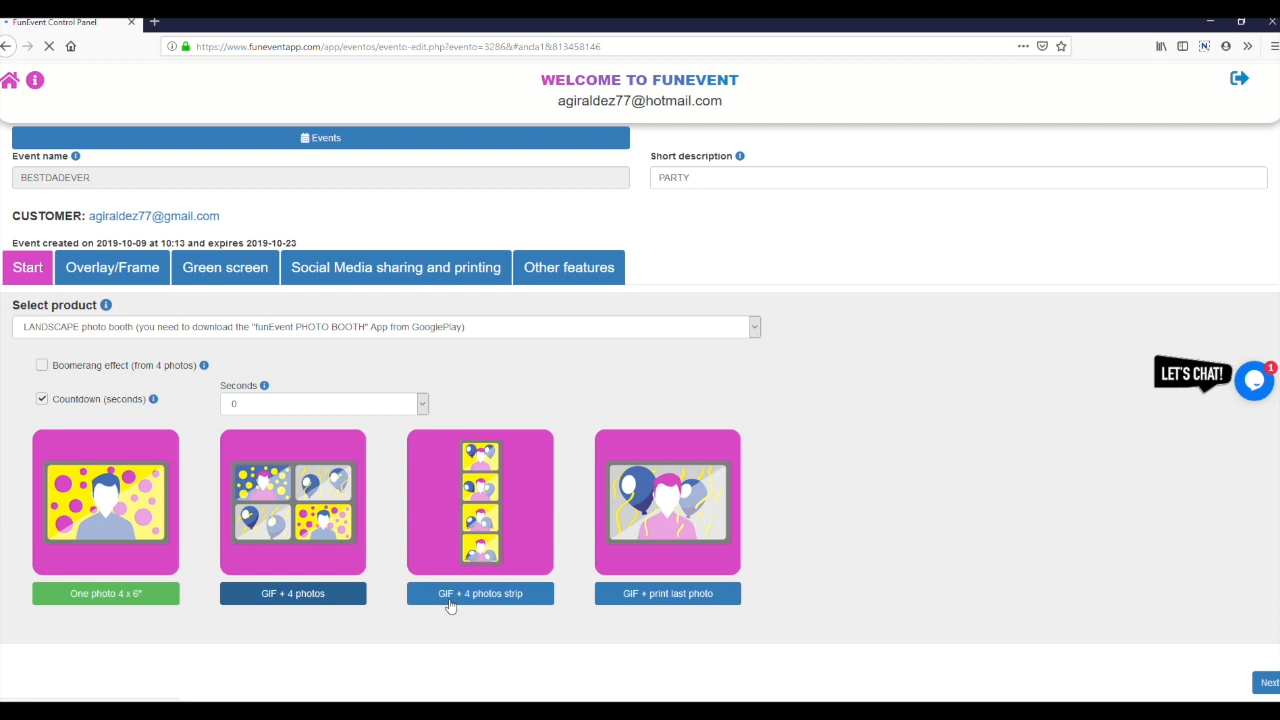 FunEvent Control Panel
https://www.funeventapp.com/app/eventos/evento-edit.php?evento=3286&#anda1&813458146
WELCOME TO FUNEVENT
agiraldez77@hotmail.com
Events
Event name
Short description
BESTDADEVER
PARTY
CUSTOMER: agiraldez77@gmail.com
Event created on 2019-10-09 at 10:13 and expires 2019-10-23
Start Overlay/Frame Green screen Social Media sharing and printing Other features
Select product
LANDSCAPE photo booth (you need to download the "funEvent PHOTO BOOTH" App from GooglePlay)
Boomerang effect (from 4 photos)
LET'S CHAT! 1
Seconds
Countdown (seconds)
0
One photo 4 x 6" GIF + 4 photos GIF + 4 photos strip GIF + print last photo
Next